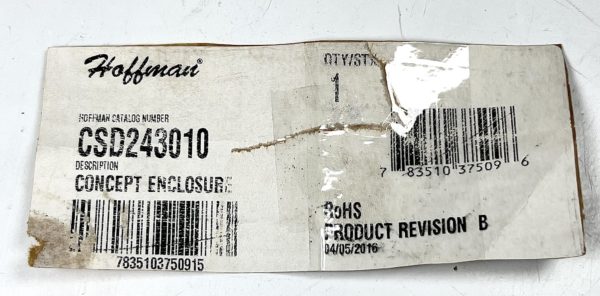 Hoffman®
HOFFMAN CATALOG NUMBER
CSD243010
DESCRIPTION
CONCEPT ENCLOSURE
7835103750915
QTY/STK
1
7 83510 37509 6
RoHS
PRODUCT REVISION B
04/05/2016